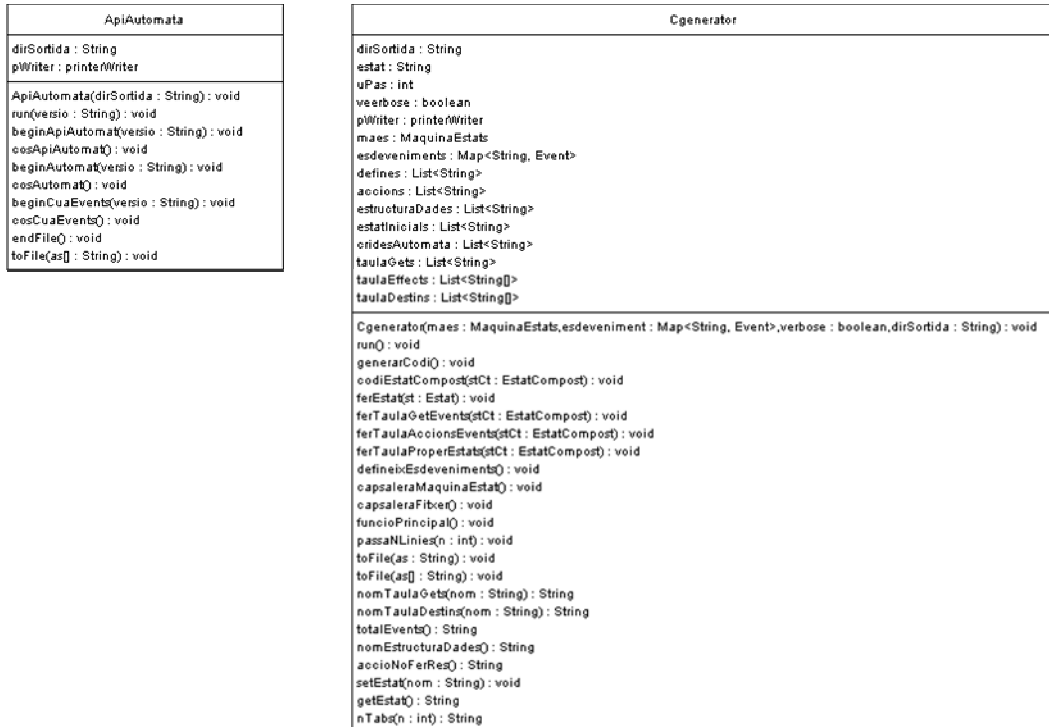 ApiAutomata
dirSortida : String
pWriter : printerWriter
ApiAutomata(dirSortida : String) : void
run(versio : String) : void
beginApiAutomat(versio : String) : void
cosApiAutomat() : void
beginAutomat(versio : String) : void
cosAutomat() : void
beginCuaEvents(versio : String) : void
cosCuaEvents() : void
endFile() : void
toFile(as[] : String) : void
Cgenerator
dirSortida : String
estat : String
uPas : int
veerbose : boolean
pWriter : printerWriter
maes : MaquinaEstats
esdeveniments : Map<String, Event>
defines : List<String>
accions : List<String>
estructuraDades : List<String>
estatInicials : List<String>
cridesAutomata : List<String>
taulaGets : List<String>
taulaEffects : List<String[]>
taulaDestins : List<String[]>
Cgenerator(maes : MaquinaEstats,esdeveniment : Map<String, Event>,verbose : boolean,dirSortida : String) : void
run() : void
generarCodi() : void
codiEstatCompost(stCt : EstatCompost) : void
ferEstat(st : Estat) : void
ferTaulaGetEvents(stCt : EstatCompost) : void
ferTaulaAccionsEvents(stCt : EstatCompost) : void
ferTaulaProperEstats(stCt : EstatCompost) : void
defineixEsdeveniments() : void
capsaleraMaquinaEstat() : void
capsaleraFitxer() : void
funcioPrincipal() : void
passaNLinies(n : int) : void
toFile(as : String) : void
toFile(as[] : String) : void
nomTaulaGets(nom : String) : String
nomTaulaDestins(nom : String) : String
totalEvents() : String
nomEstructuraDades() : String
accioNoFerRes() : String
setEstat(nom : String) : void
getEstat() : String
nTabs(n : int) : String